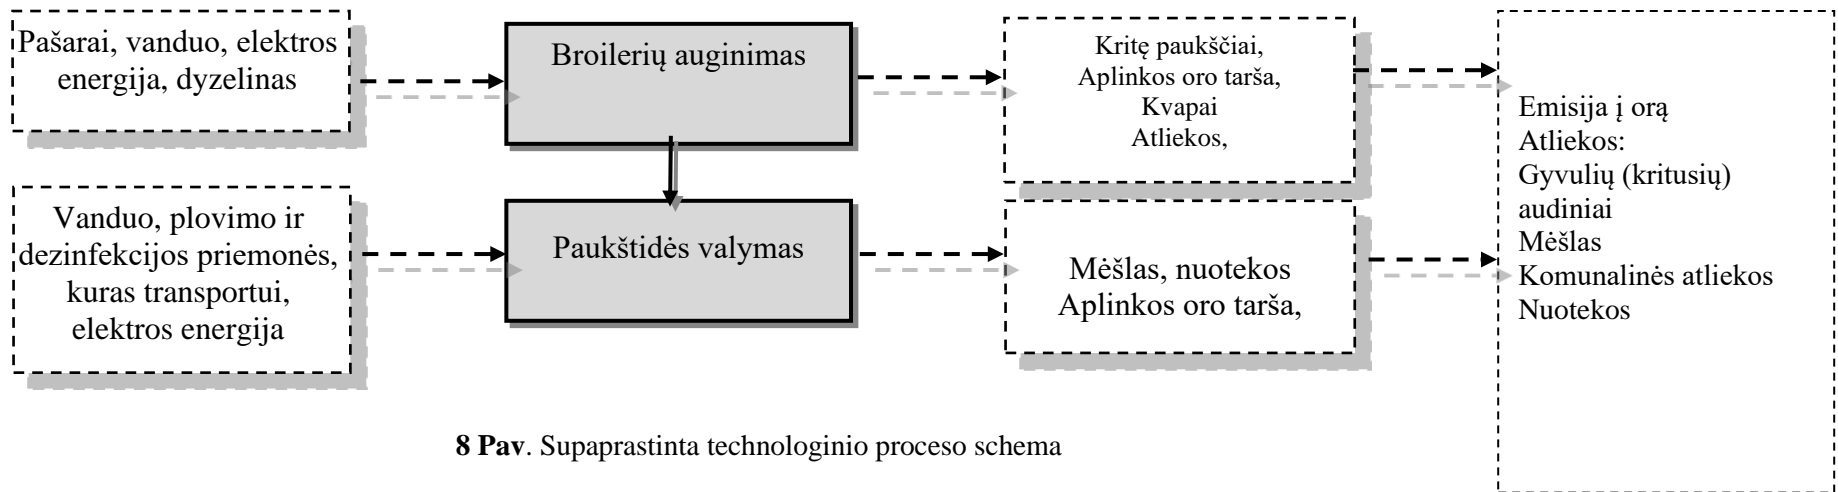 Pašarai, vanduo, elektros
energija, dyzelinas
Broilerių auginimas
Kritę paukščiai,
Aplinkos oro tarša,
Kvapai
Atliekos,
Vanduo, plovimo ir
dezinfekcijos priemonės,
kuras transportui,
elektros energija
Paukštidės valymas
Mėšlas, nuotekos
Aplinkos oro tarša,
Emisija į orą
Atliekos:
Gyvulių (kritusių)
audiniai
Mėšlas
Komunalinės atliekos
Nuotekos
8 Pav. Supaprastinta technologinio proceso schema